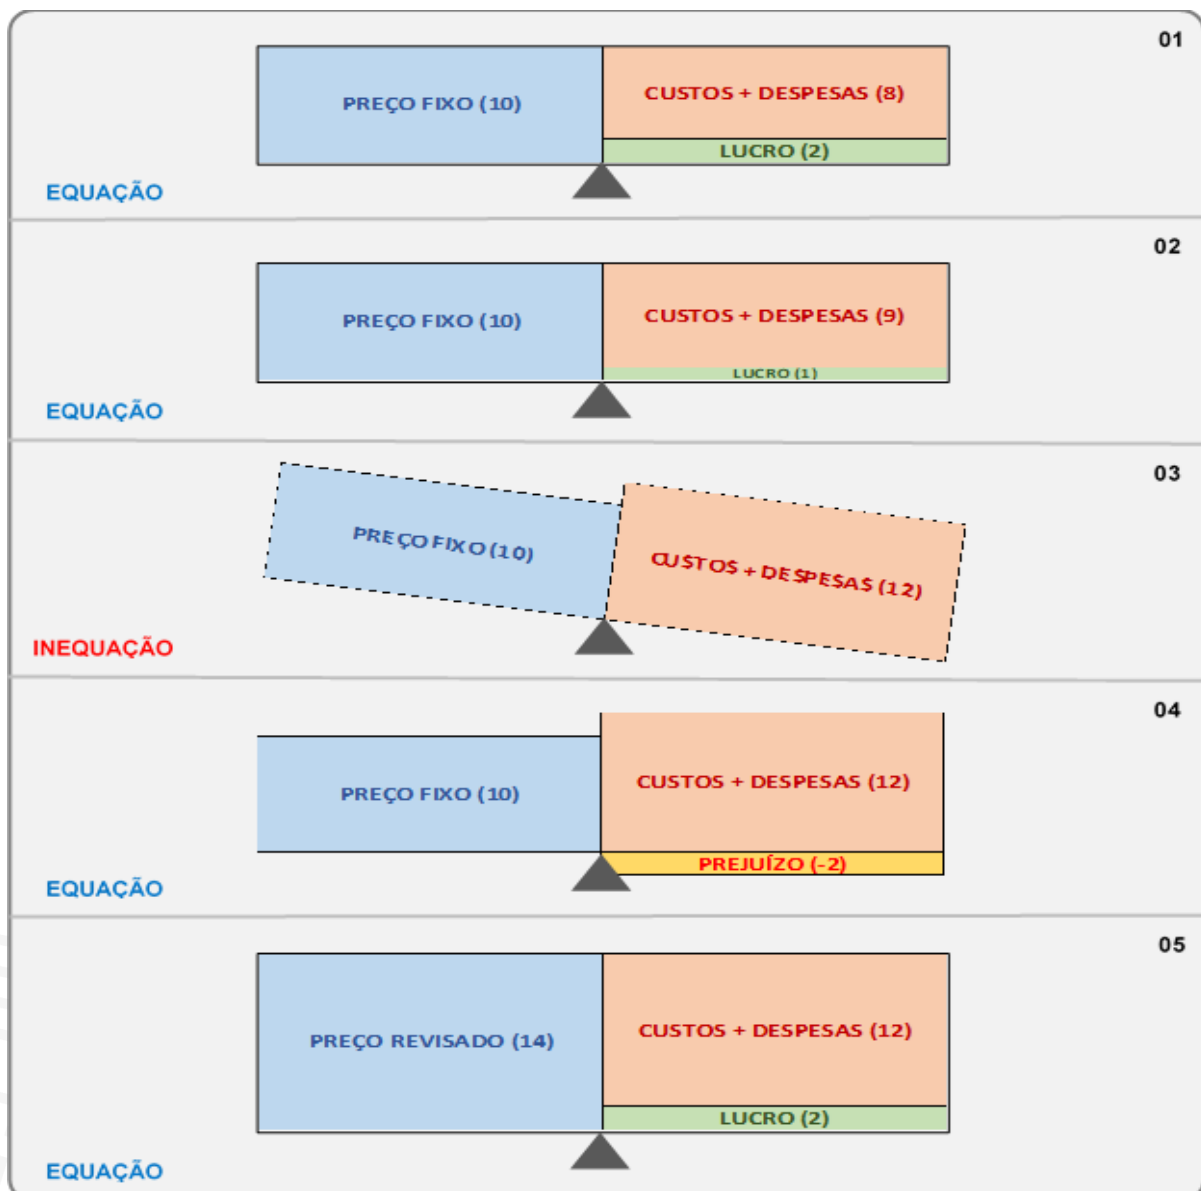 01
PREÇO FIXO (10)
CUSTOS + DESPESAS (8)
LUCRO (2)
EQUAÇÃO
02
PREÇO FIXO (10)
CUSTOS + DESPESAS (9)
LUCRO (1)
EQUAÇÃO
03
PREÇO FIXO (10)
CUSTOS + DESPESAS (12)
INEQUAÇÃO
04
PREÇO FIXO (10)
CUSTOS + DESPESAS (12)
PREJUÍZO (-2)
EQUAÇÃO
05
PREÇO REVISADO (14)
CUSTOS + DESPESAS (12)
LUCRO (2)
EQUAÇÃO